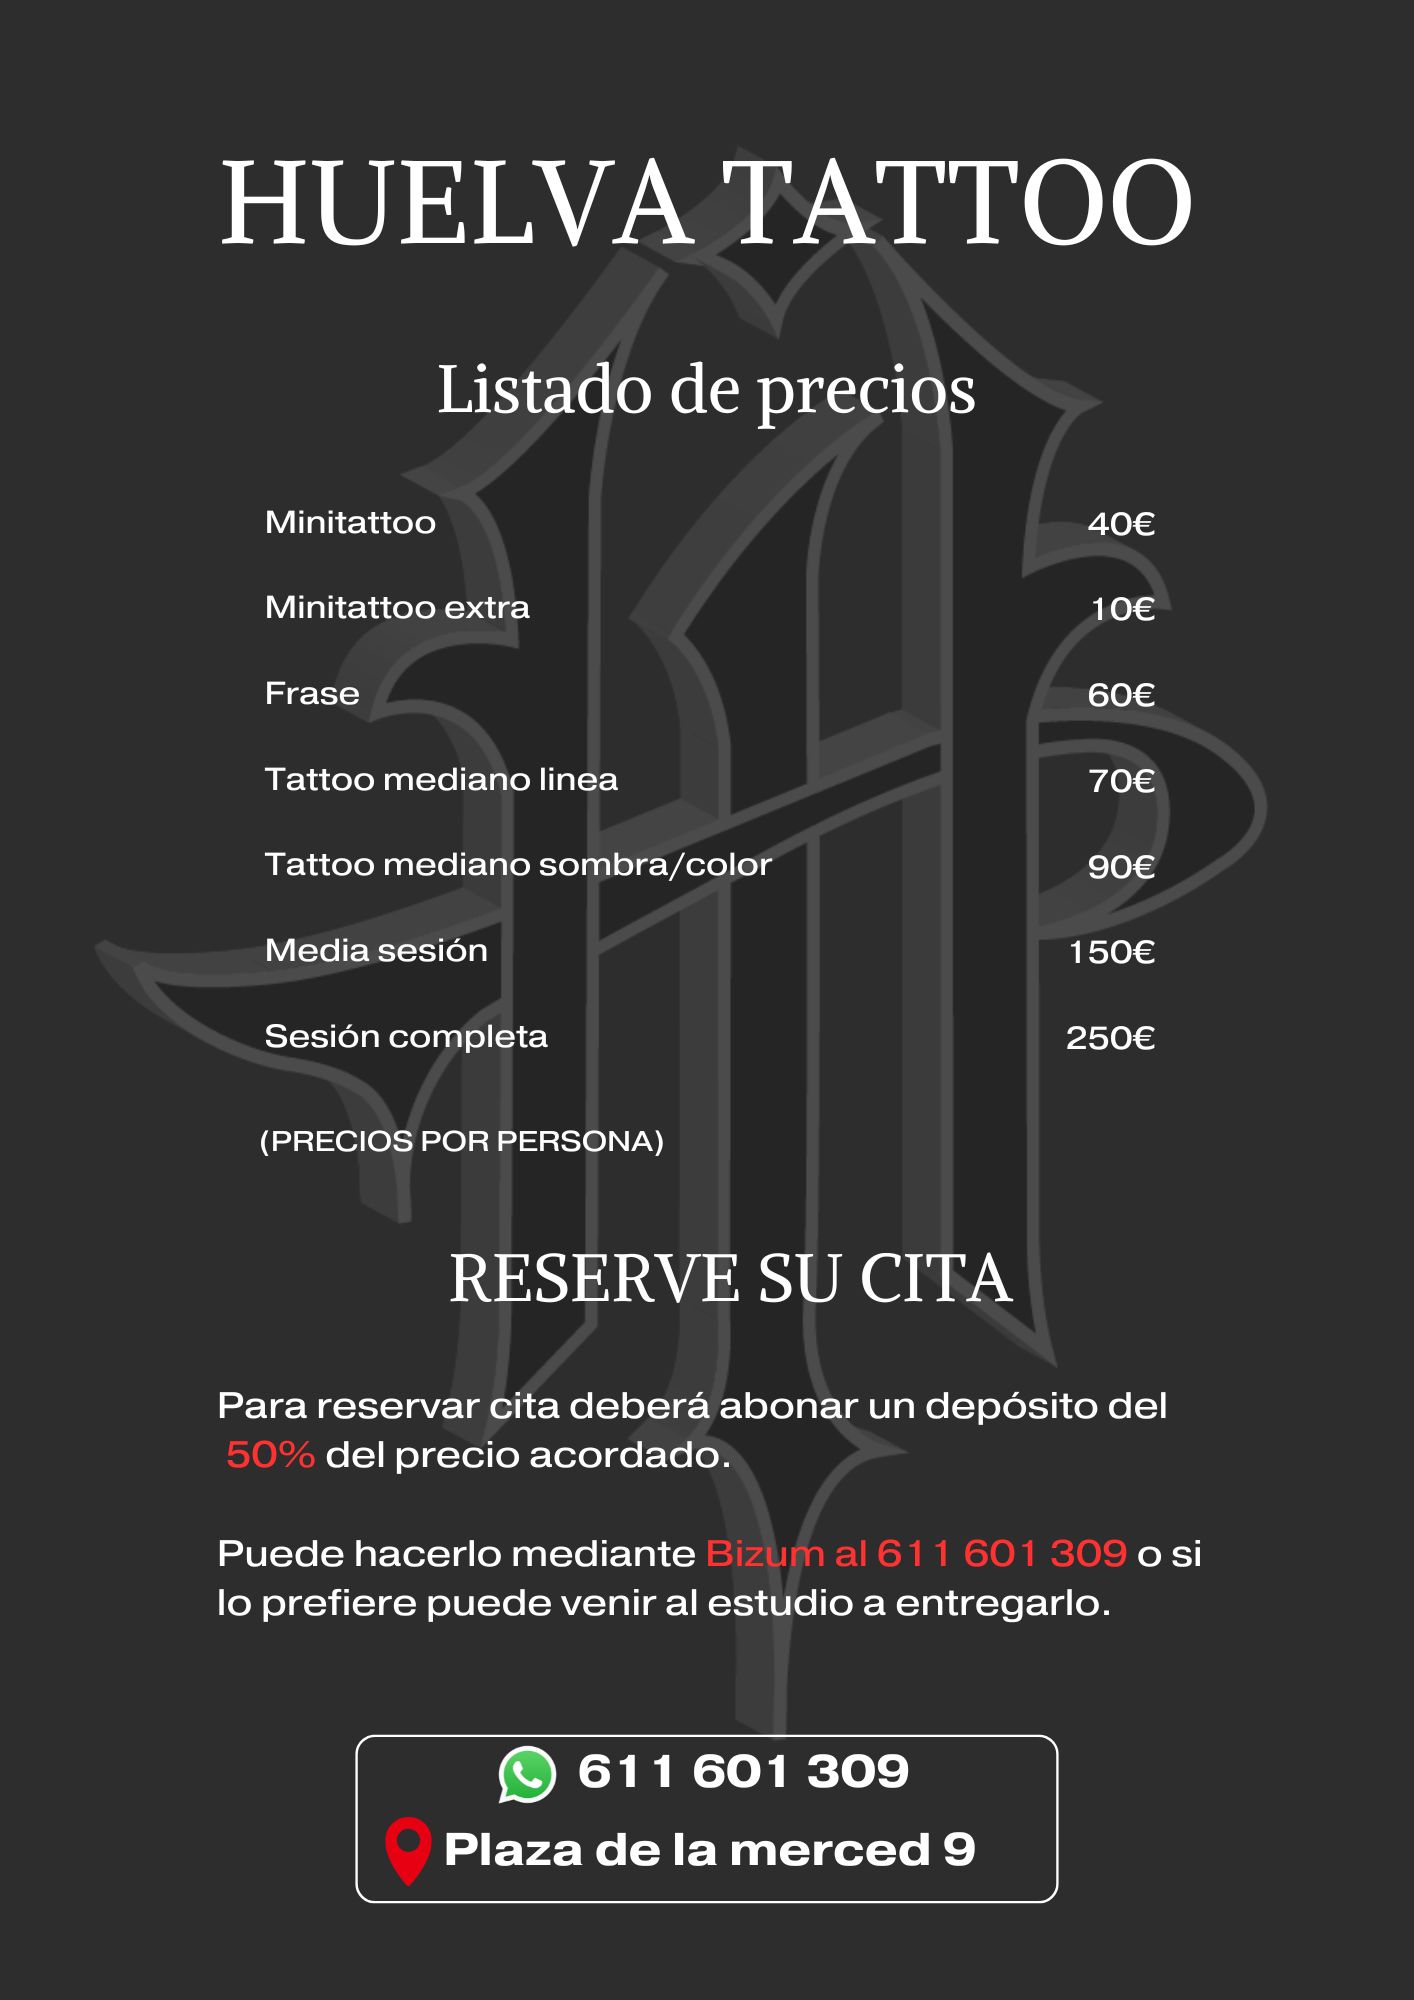 HUELVA TATTOO
Listado de precios
Minitattoo 40€
Minitattoo extra 10€
Frase 60€
Tattoo mediano linea 70€
Tattoo mediano sombra/color 90€
Media sesión 150€
Sesión completa 250€
(PRECIOS POR PERSONA)
RESERVE SU CITA
Para reservar cita deberá abonar un depósito del
50% del precio acordado.
Puede hacerlo mediante Bizum al 611 601 309 o si
lo prefiere puede venir al estudio a entregarlo.
611 601 309
Plaza de la merced 9